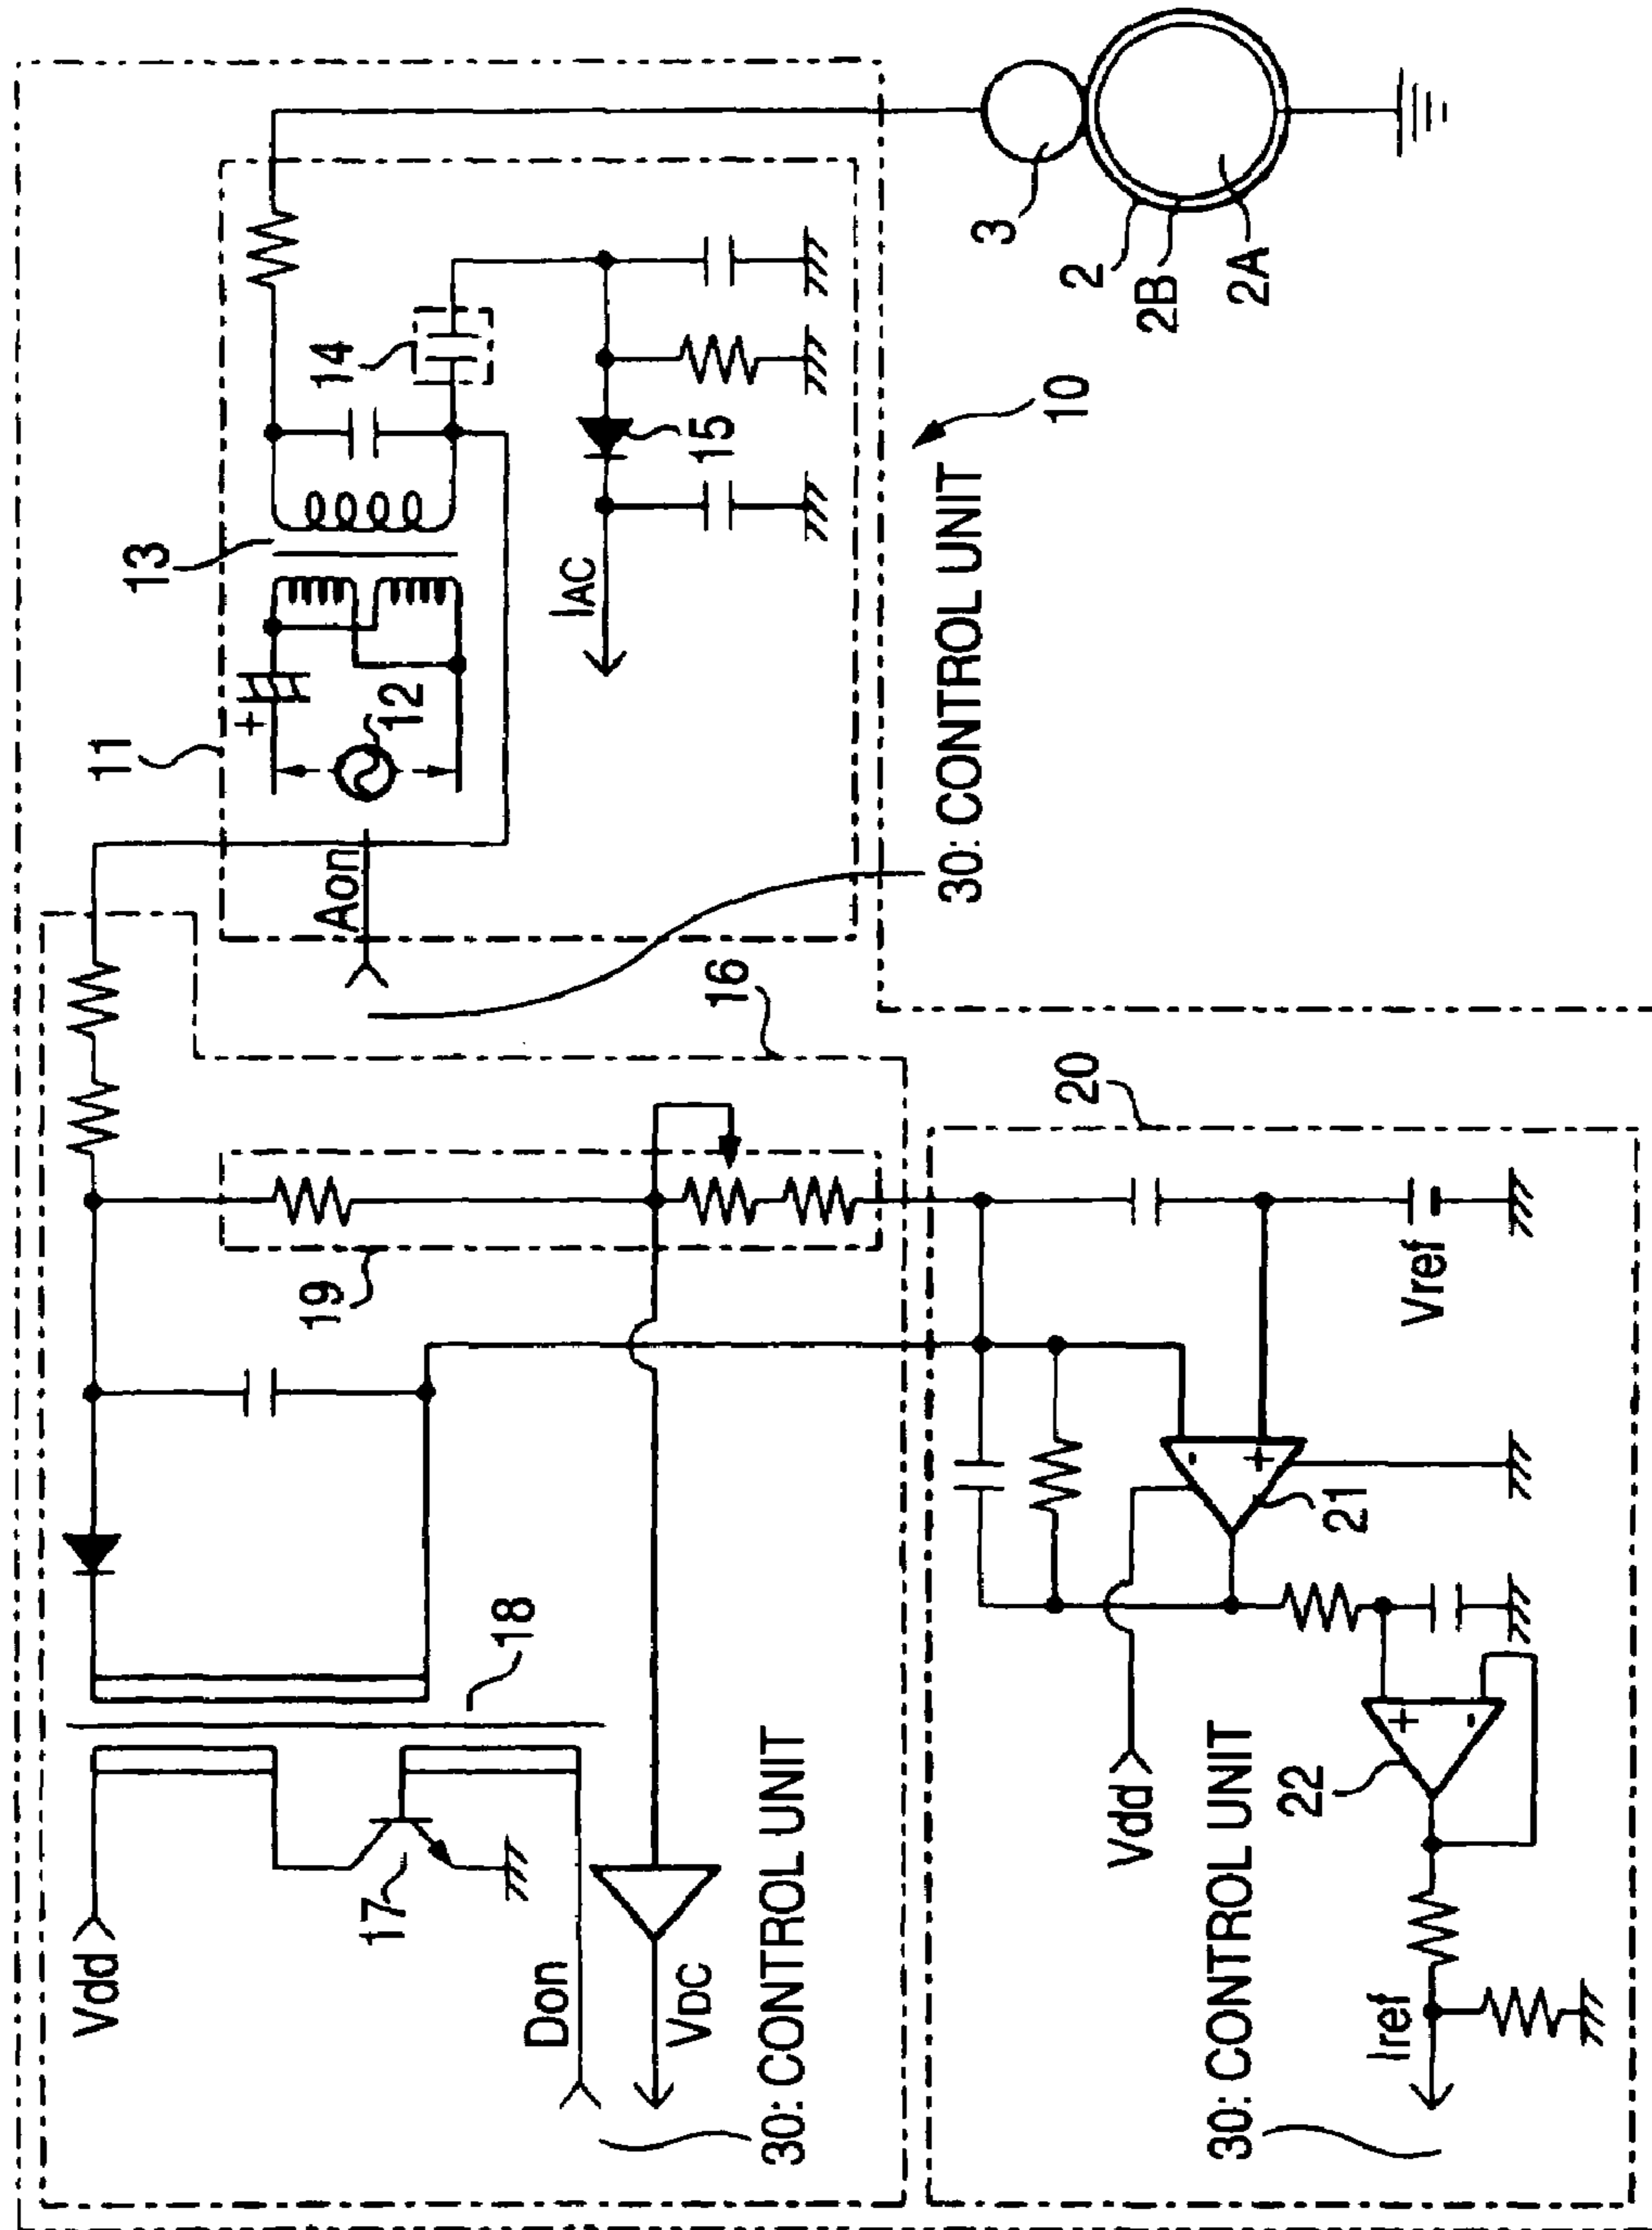 11
13
14
+
12
15
IAC
Aon
16
10
30: CONTROL UNIT
3
2
2B
2A
19
20
Vdd
17
18
Don
VDC
30: CONTROL UNIT
Vref
-
+
21
Vdd
+
-
22
Iref
30: CONTROL UNIT